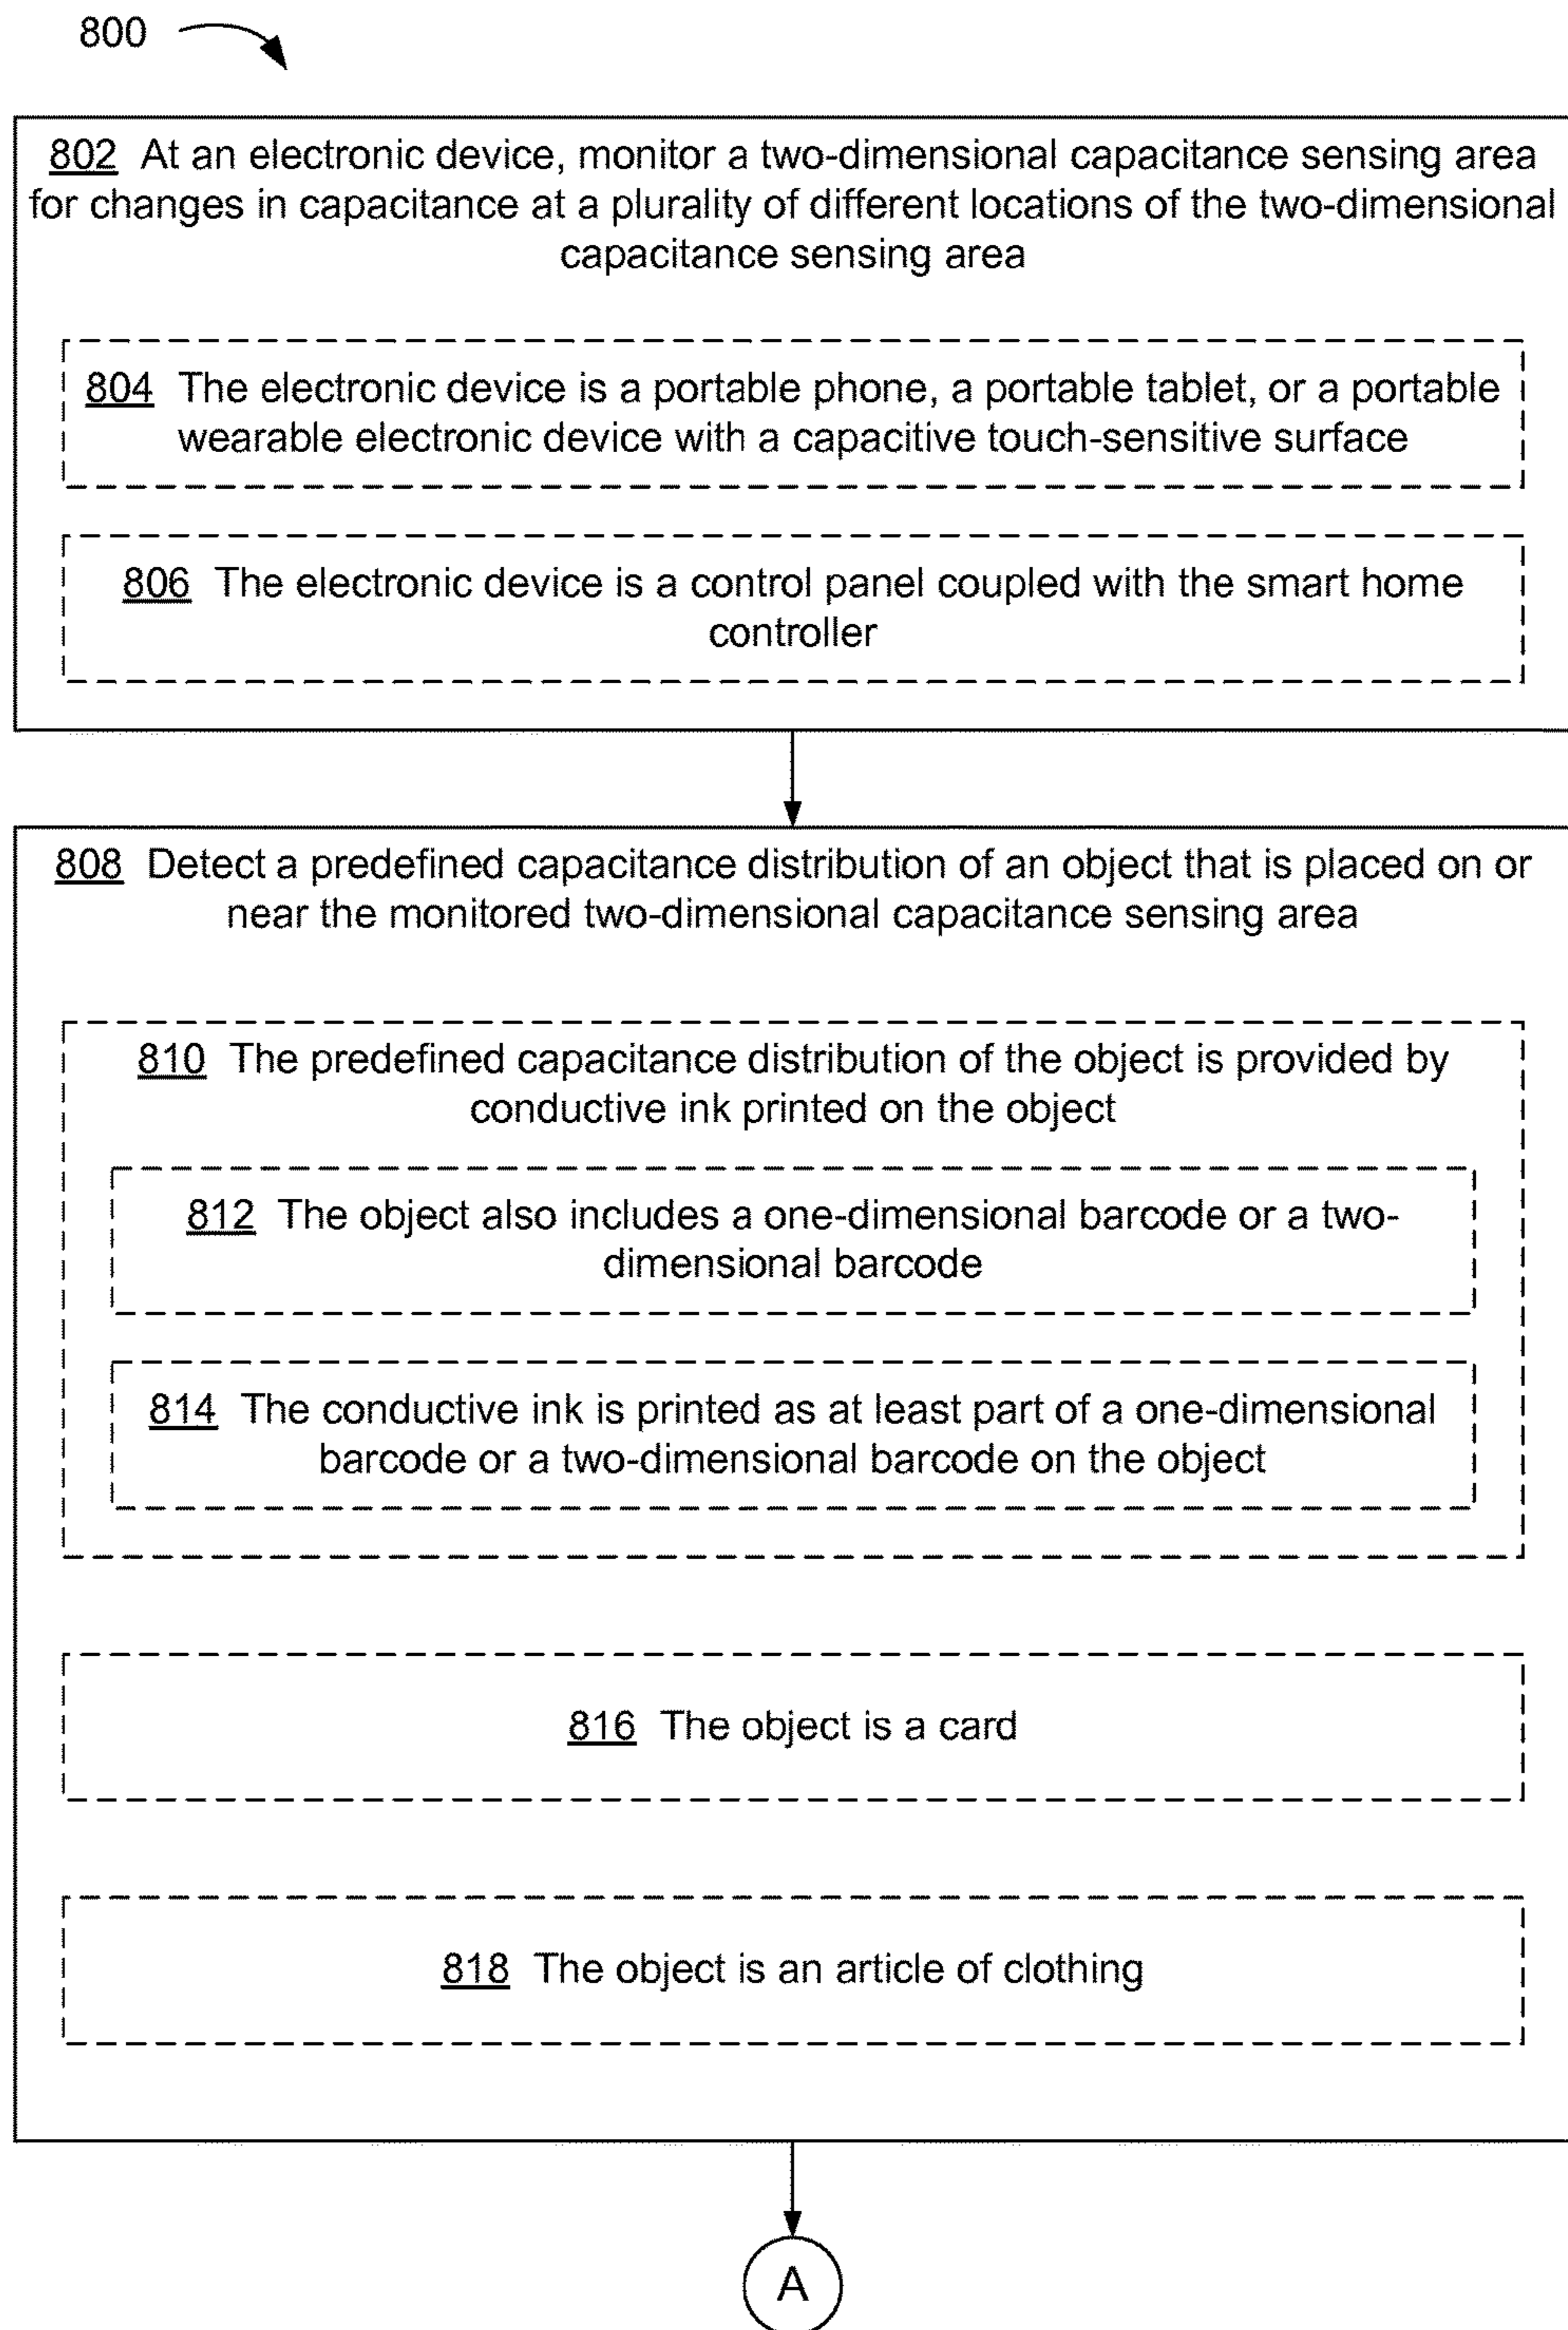 800
802 At an electronic device, monitor a two-dimensional capacitance sensing area
for changes in capacitance at a plurality of different locations of the two-dimensional
capacitance sensing area
804 The electronic device is a portable phone, a portable tablet, or a portable
wearable electronic device with a capacitive touch-sensitive surface
806 The electronic device is a control panel coupled with the smart home
controller
808 Detect a predefined capacitance distribution of an object that is placed on or
near the monitored two-dimensional capacitance sensing area
810 The predefined capacitance distribution of the object is provided by
conductive ink printed on the object
812 The object also includes a one-dimensional barcode or a two-
dimensional barcode
814 The conductive ink is printed as at least part of a one-dimensional
barcode or a two-dimensional barcode on the object
816 The object is a card
818 The object is an article of clothing
A